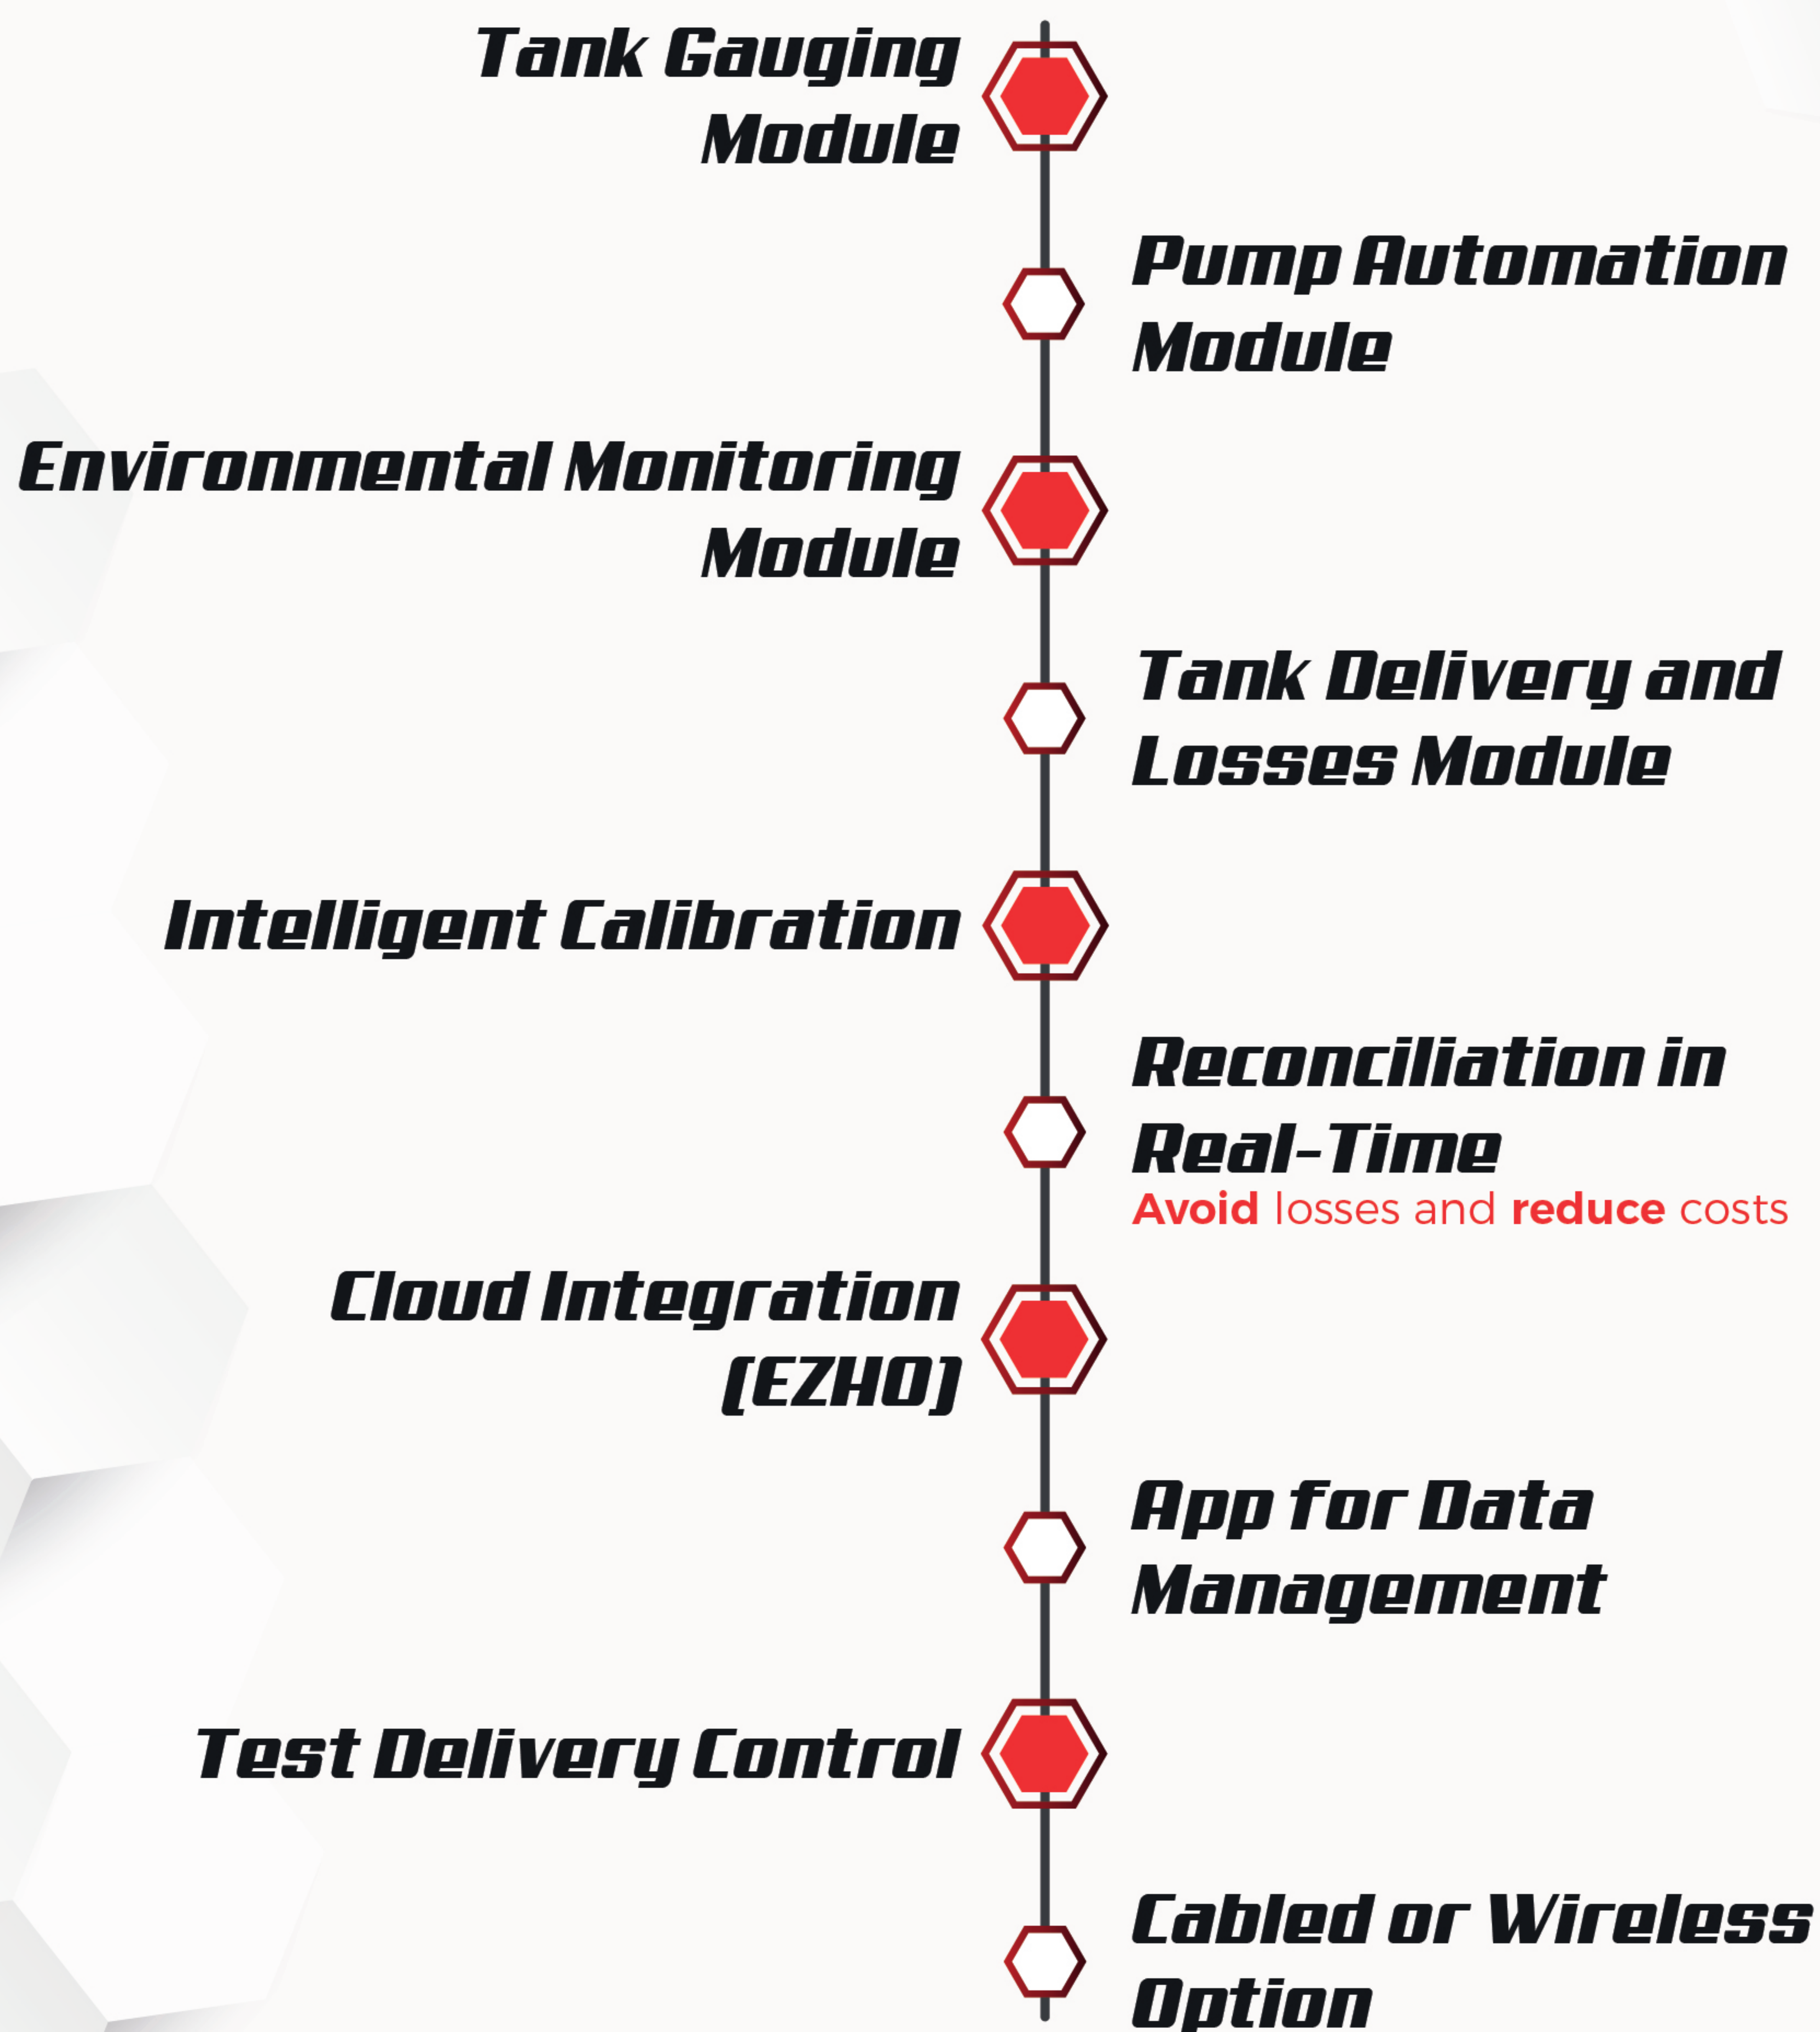 Tank Gauging
Module
Pump Automation
Module
Environmental Monitoring
Module
Tank Delivery and
Losses Module
Intelligent Calibration
Reconciliation in
Real-Time
Avoid losses and reduce costs
Cloud Integration
(EZHO)
App for Data
Management
Test Delivery Control
Cabled or Wireless
Option